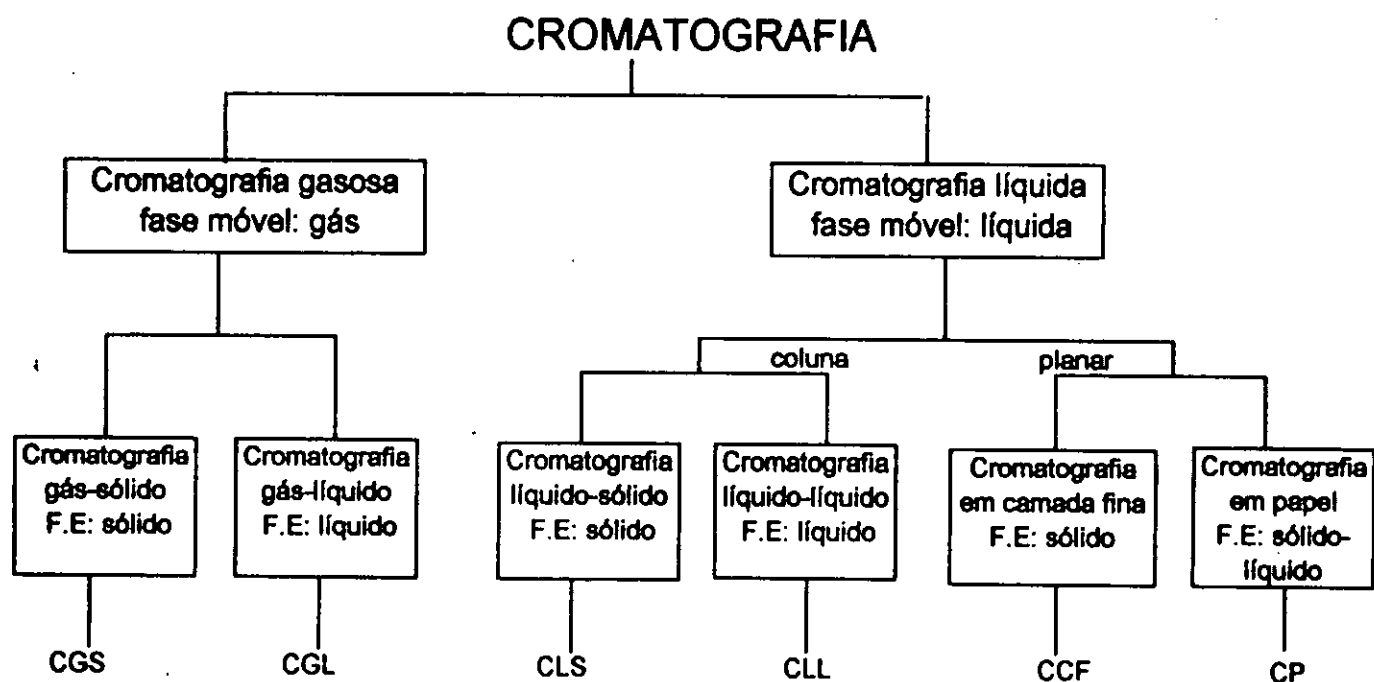 CROMATOGRAFIA
Cromatografia gasosa
fase móvel: gás
Cromatografia líquida
fase móvel: líquida
coluna
planar
Cromatografia
gás-sólido
F.E: sólido
Cromatografia
gás-líquido
F.E: líquido
Cromatografia
líquido-sólido
F.E: sólido
Cromatografia
líquido-líquido
F.E: líquido
Cromatografia
em camada fina
F.E: sólido
Cromatografia
em papel
F.E: sólido-
líquido
CGS
CGL
CLS
CLL
CCF
CP